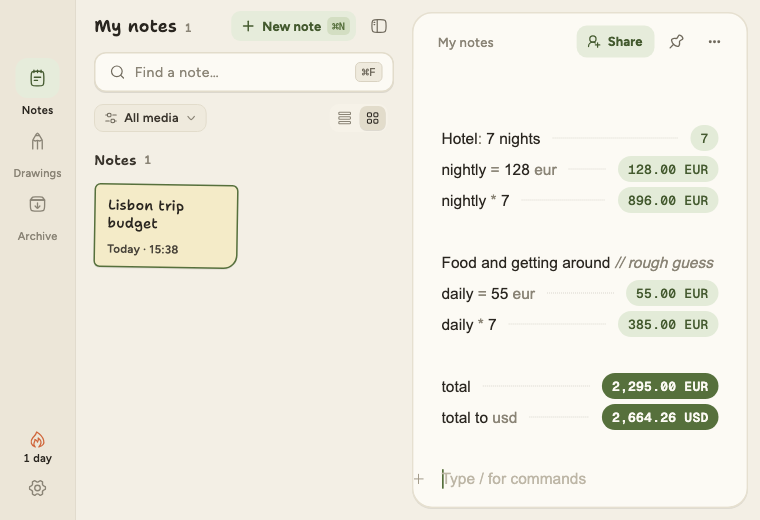 Notes
Drawings
Archive
1 day
My notes 1
New note ⌘N
Find a note... ⌘F
All media
Notes 1
Lisbon trip
budget
Today · 15:38
My notes
Share
Hotel: 7 nights 7
nightly = 128 eur 128.00 EUR
nightly * 7 896.00 EUR
Food and getting around // rough guess
daily = 55 eur 55.00 EUR
daily * 7 385.00 EUR
total 2,295.00 EUR
total to usd 2,664.26 USD
Type / for commands